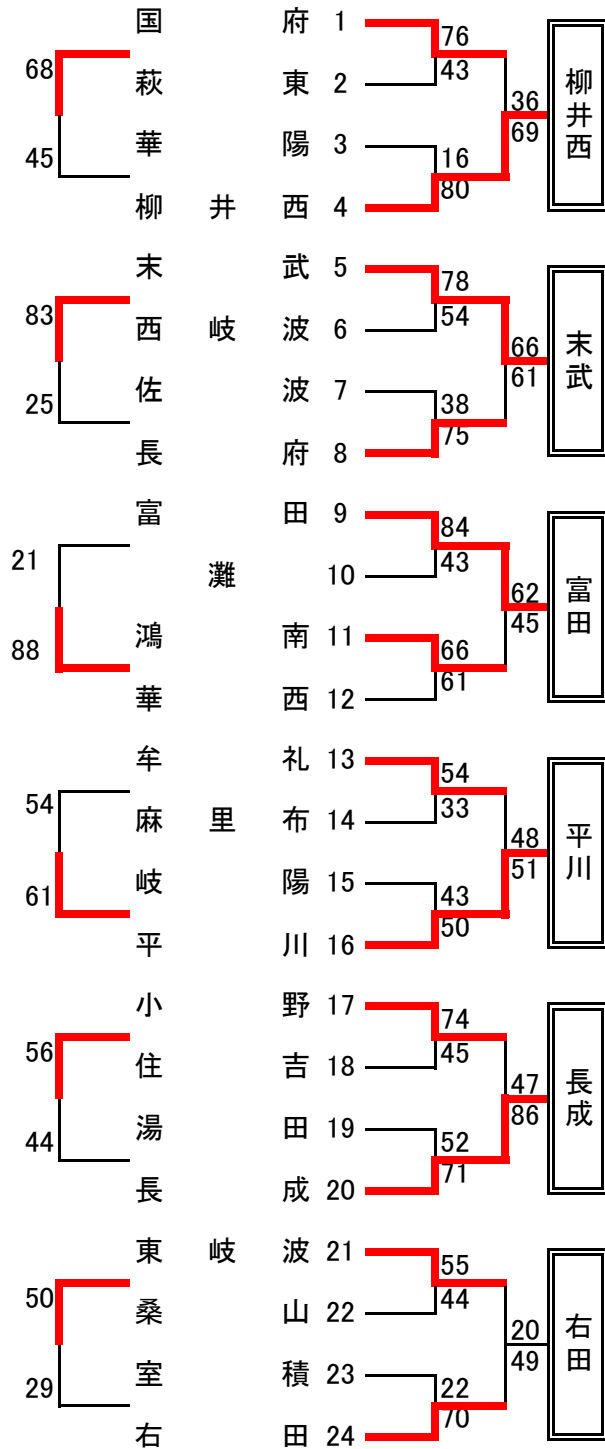 国府 1 76
68
萩東 2 43
36
柳井西
69
華陽 3 16
45
80
柳井西 4
末武 5 78
83
西岐波 6 54
66
末武
61
佐波 7 38
25
75
長府 8
富田 9 84
21
灘 10 43
62
富田
45
鴻南 11 66
88
61
華西 12
牟礼 13 54
54
麻里布 14 33
48
平川
51
岐陽 15 43
61
50
平川 16
小野 17 74
56
住吉 18 45
47
長成
86
湯田 19 52
44
71
長成 20
東岐波 21 55
50
桑山 22 44
20
右田
49
室積 23 22
29
70
右田 24